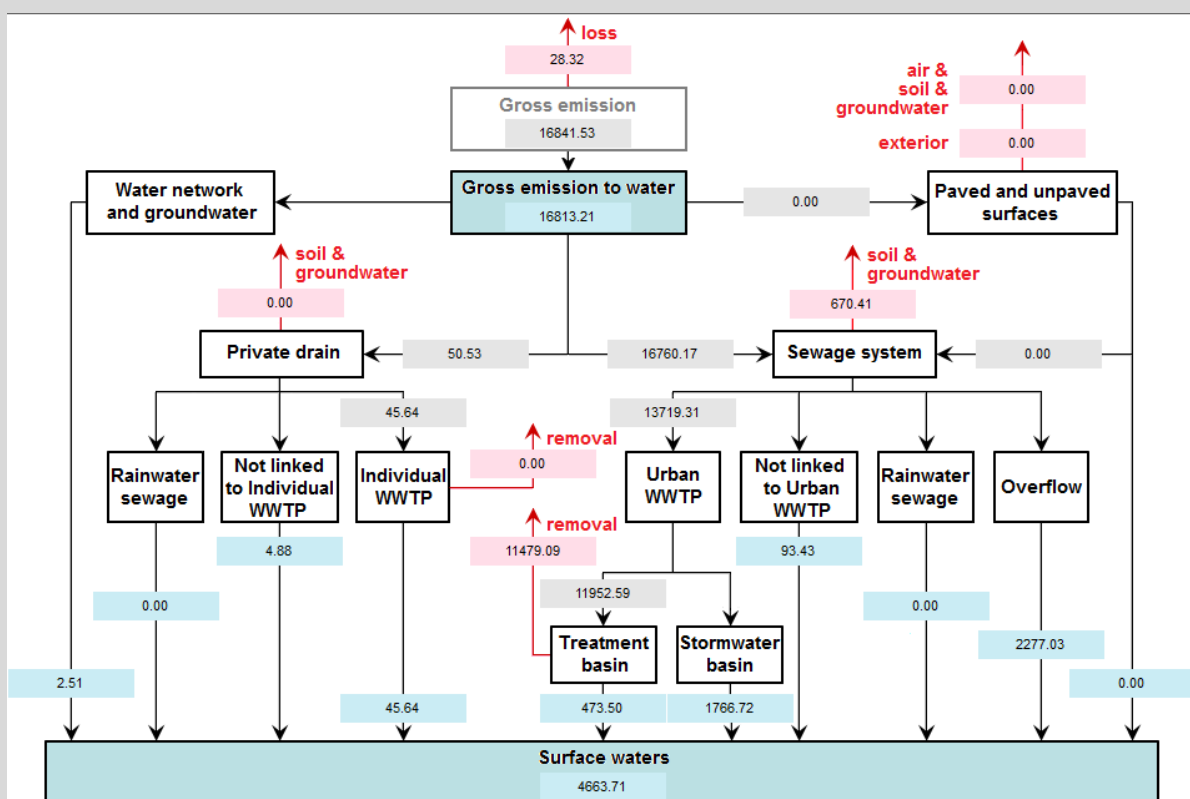 loss
28.32
Gross emission
16841.53
air &
soil &
groundwater
0.00
exterior
0.00
Water network
and groundwater
Gross emission to water
16813.21
0.00
Paved and unpaved
surfaces
soil &
groundwater
0.00
soil &
groundwater
670.41
Private drain
50.53
16760.17
Sewage system
0.00
45.64
13719.31
removal
0.00
Rainwater
sewage
Not linked
to Individual
WWTP
Individual
WWTP
Urban
WWTP
Not linked
to Urban
WWTP
Rainwater
sewage
Overflow
removal
11479.09
4.88
93.43
0.00
11952.59
0.00
Treatment
basin
Stormwater
basin
2277.03
2.51
45.64
473.50
1766.72
0.00
Surface waters
4663.71